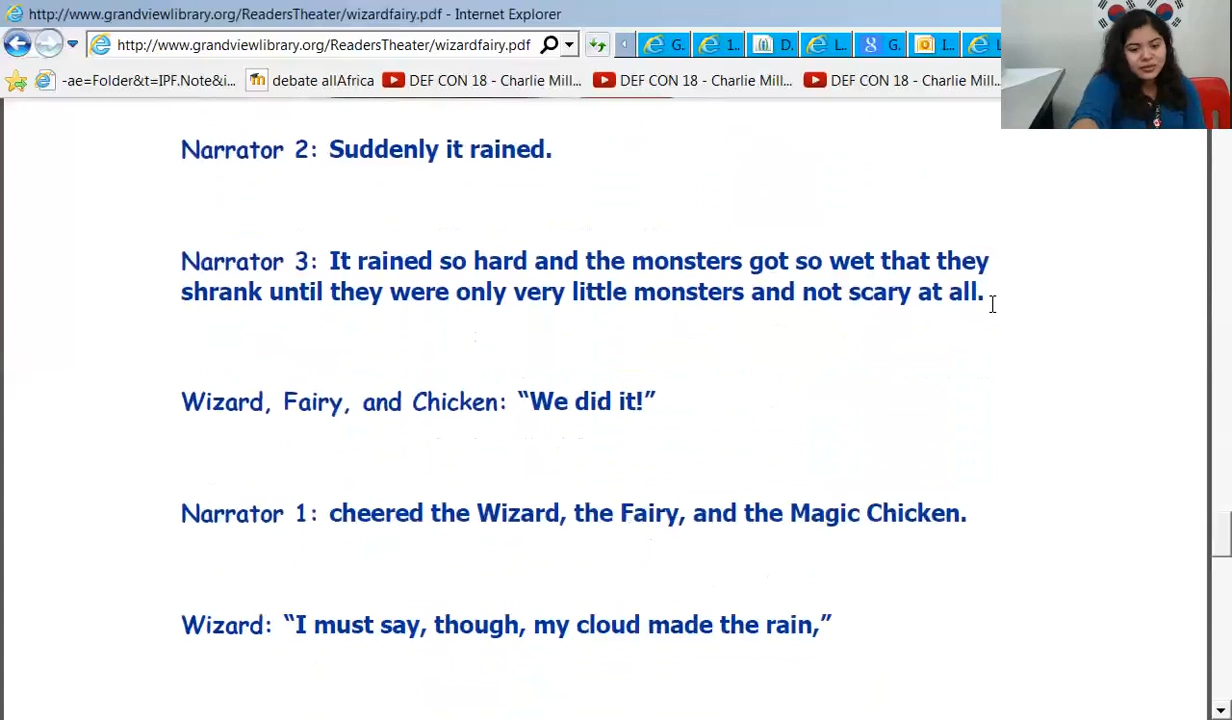 http://www.grandviewlibrary.org/ReadersTheater/wizardfairy.pdf - Internet Explorer
http://www.grandviewlibrary.org/ReadersTheater/wizardfairy.pdf G. 1. D. L. G. L
-ae=Folder&t=IPF.Note&i... debate allAfrica DEF CON 18 - Charlie Mill... DEF CON 18 - Charlie Mill... DEF CON 18 - Charlie Mill...
Narrator 2: Suddenly it rained.
Narrator 3: It rained so hard and the monsters got so wet that they
shrank until they were only very little monsters and not scary at all.
Wizard, Fairy, and Chicken: “We did it!”
Narrator 1: cheered the Wizard, the Fairy, and the Magic Chicken.
Wizard: “I must say, though, my cloud made the rain,”